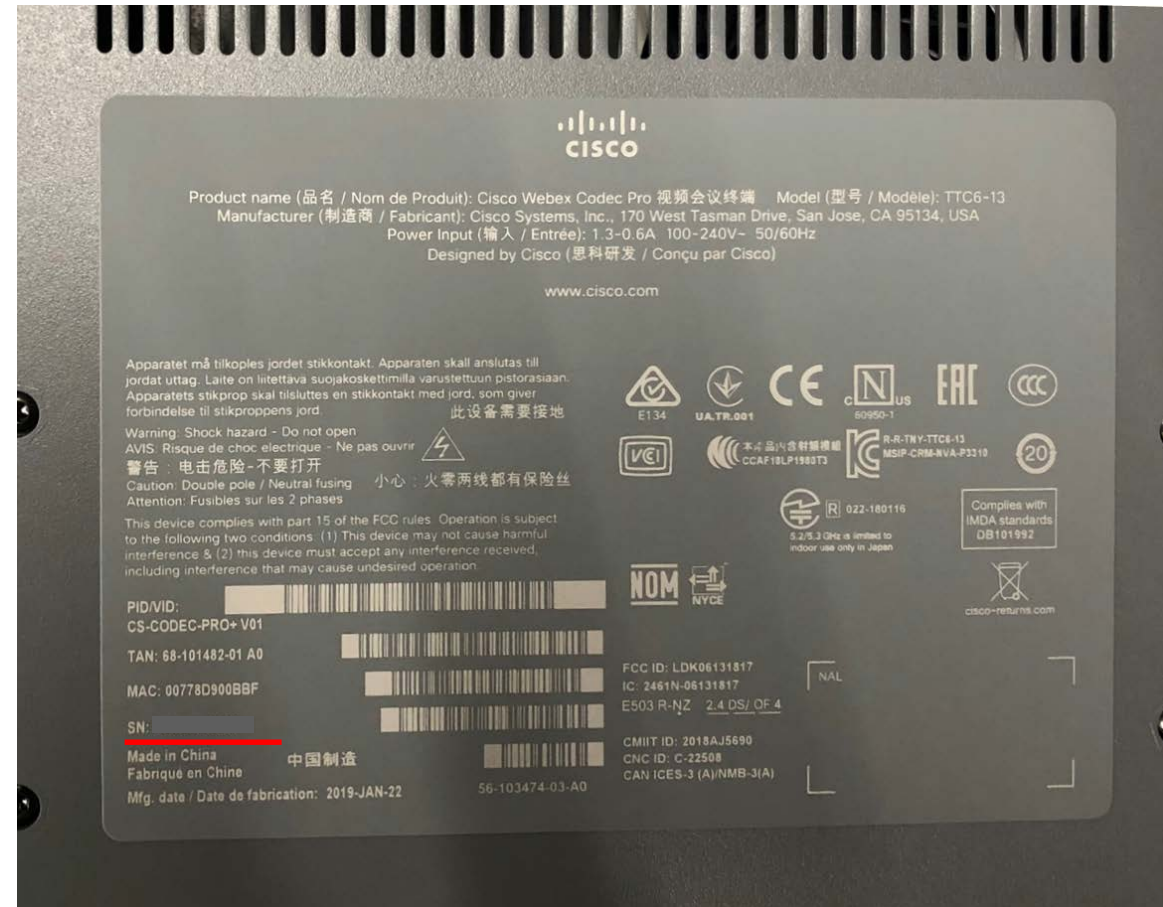 CISCO
Product name (品名 / Nom de Produit): Cisco Webex Codec Pro 视频会议终端 Model (型号 / Modèle): TTC6-13
Manufacturer (制造商 / Fabricant): Cisco Systems, Inc., 170 West Tasman Drive, San Jose, CA 95134, USA
Power Input (输入 / Entrée): 1.3-0.6A 100-240V~ 50/60Hz
Designed by Cisco (思科研发 / Conçu par Cisco)
www.cisco.com
Apparatet må tilkoples jordet stikkontakt. Apparaten skall anslutas till
jordat uttag. Laite on liitettävä suojakoskettimilla varustettuun pistorasiaan.
Apparatets stikprop skal tilsluttes en stikkontakt med jord, som giver
forbindelse til stikproppens jord.
此设备需要接地
Warning: Shock hazard - Do not open
AVIS: Risque de choc electrique - Ne pas ouvrir
警告：电击危险-不要打开
Caution: Double pole / Neutral fusing
小心：火零两线都有保险丝
Attention: Fusibles sur les 2 phases
This device complies with part 15 of the FCC rules. Operation is subject
to the following two conditions. (1) This device may not cause harmful
interference & (2) this device must accept any interference received,
including interference that may cause undesired operation.
PID/VID:
CS-CODEC-PRO+ V01
TAN: 68-101482-01 A0
MAC: 00778D900BBF
SN:
Made in China
中国制造
Fabriqué en Chine
Mfg. date / Date de fabrication: 2019-JAN-22
56-103474-03-A0
E134
UA.TR.001
CE
c N us
60950-1
EAC
CCC
VCI
CCAF18LP1980T3
R-R-TNY-TTC6-13
MSIP-CRM-NVA-P3310
20
R 022-180116
5.2/5.3 GHz is limited to
indoor use only in Japan
Complies with
IMDA standards
DB101992
NOM
NYCE
cisco-returns.com
FCC ID: LDK06131817
IC: 2461N-06131817
E503 R-NZ 2.4 DS/ OF 4
NAL
CMIIT ID: 2018AJ5690
CNC ID: C-22508
CAN ICES-3 (A)/NMB-3(A)